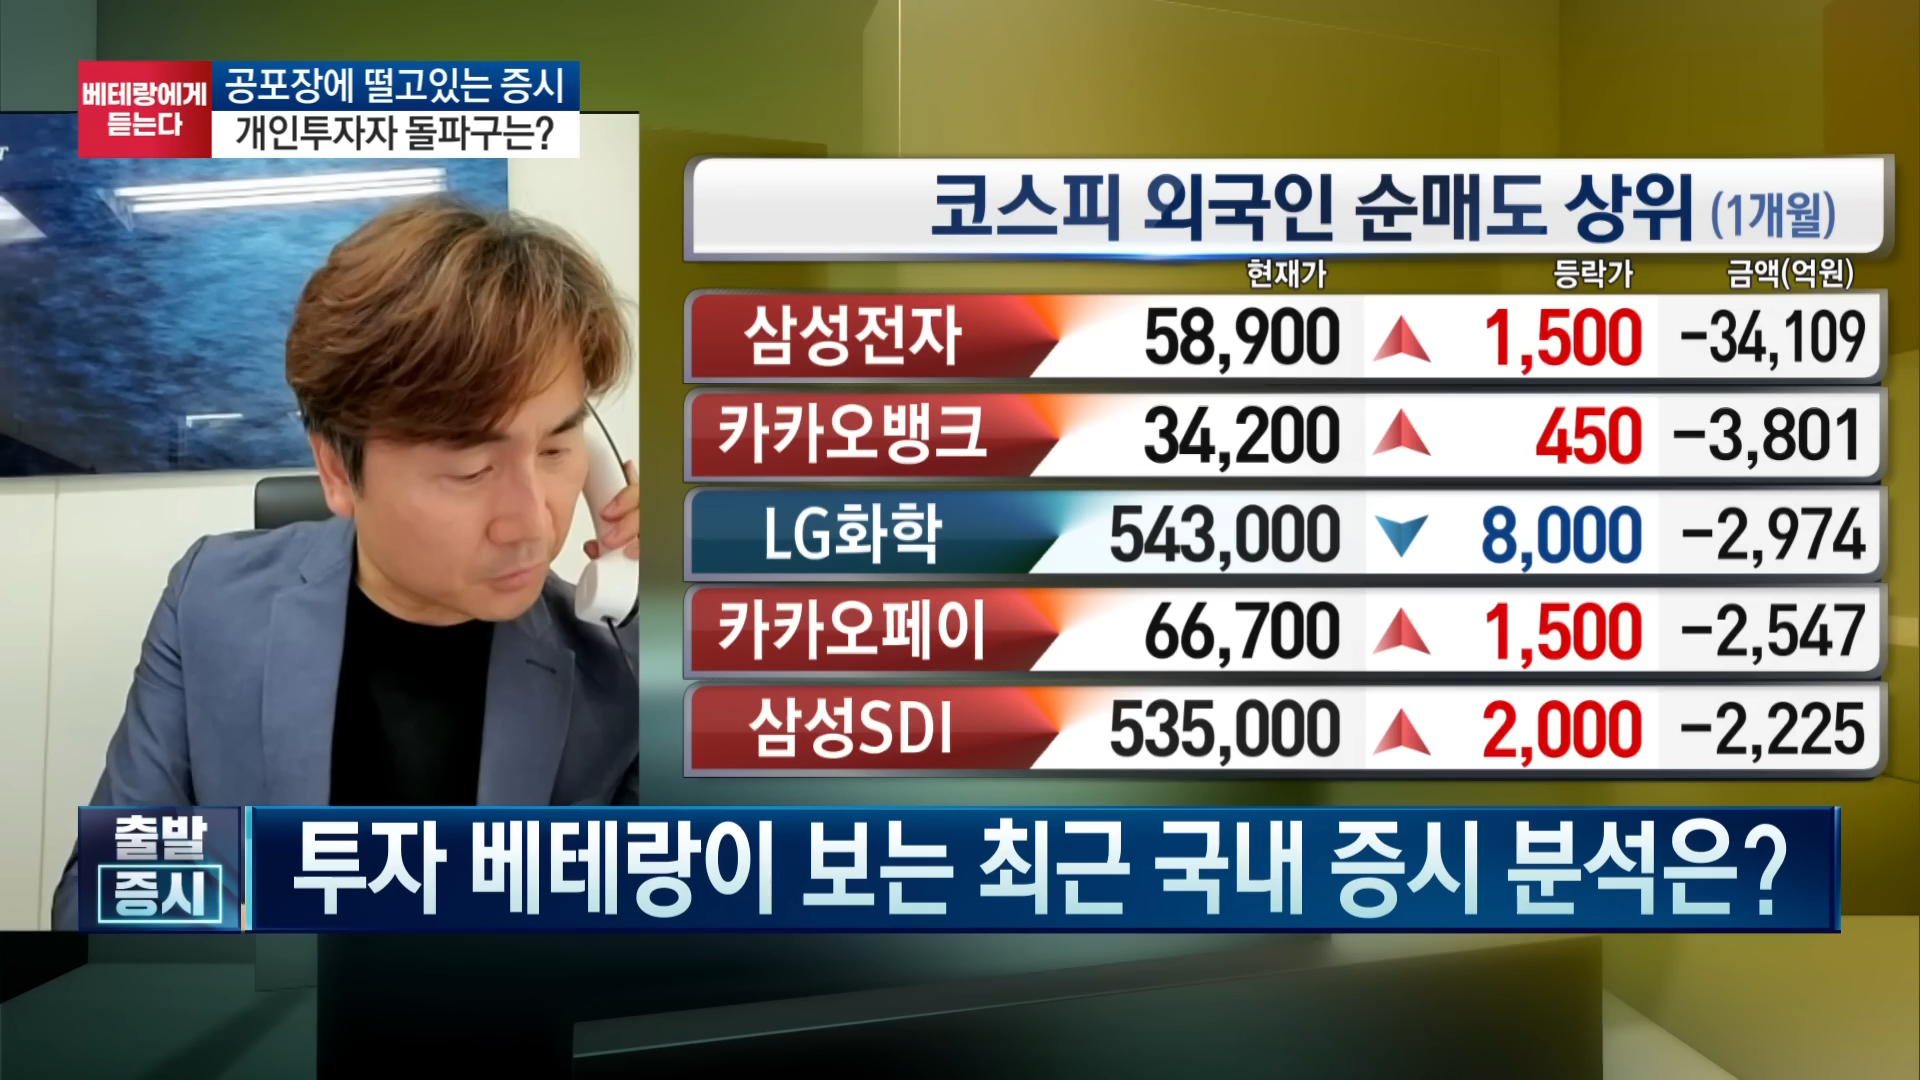 베테랑에게
듣는다
공포장에 떨고있는 증시
개인투자자 돌파구는?
r
코스피 외국인 순매도 상위 (1개월)
현재가 등락가 금액(억원)
삼성전자 58,900 ▲ 1,500 -34,109
카카오뱅크 34,200 ▲ 450 -3,801
LG화학 543,000 ▼ 8,000 -2,974
카카오페이 66,700 ▲ 1,500 -2,547
삼성SDI 535,000 ▲ 2,000 -2,225
출발
증시
투자 베테랑이 보는 최근 국내 증시 분석은?